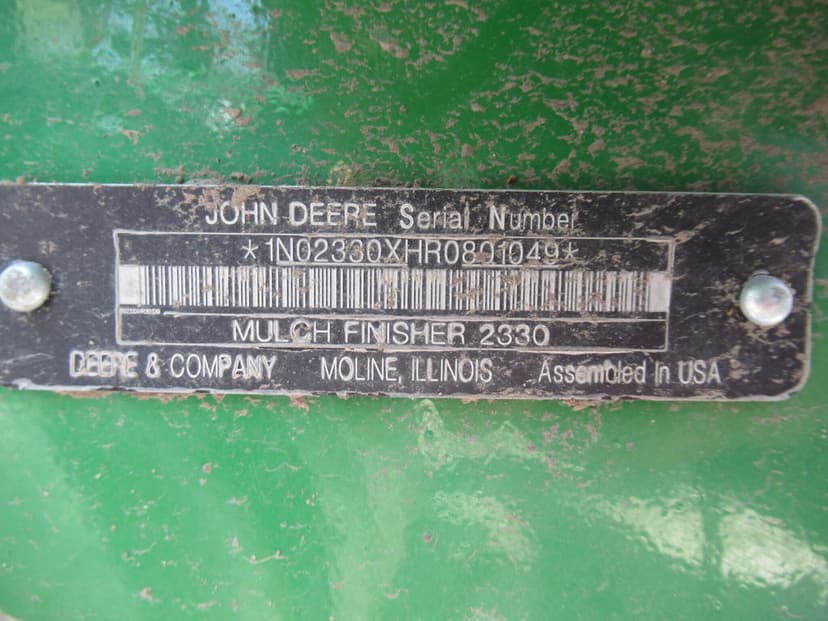 JOHN DEERE Serial Number
*1N02330XHR0801049*
MULCH FINISHER 2330
DEERE & COMPANY MOLINE, ILLINOIS Assembled in USA